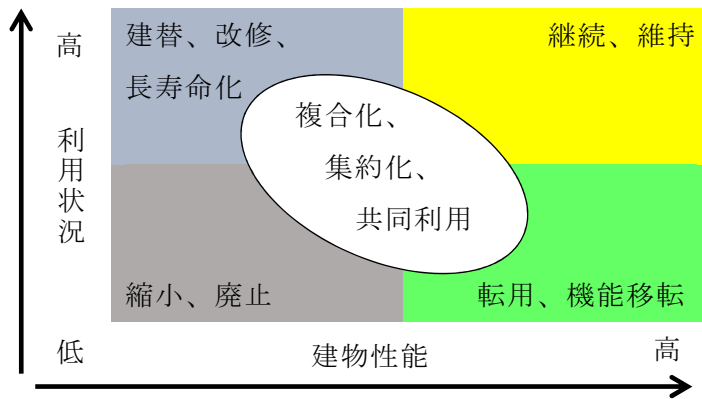 高
建替、改修、
長寿命化
継続、維持
複合化、
集約化、
共同利用
利用状況
縮小、廃止
転用、機能移転
低
建物性能
高